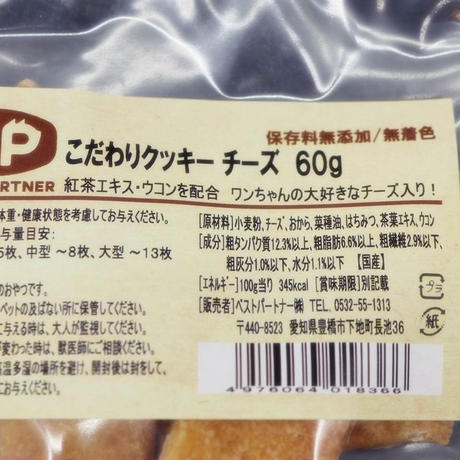 保存料無添加/無着色
P
こだわりクッキー チーズ 60g
ARTNER
紅茶エキス・ウコンを配合 ワンちゃんの大好きなチーズ入り!
体重・健康状態を考慮してお与えください。
与量目安:
5枚、中型 ～8枚、大型 ～13枚
のおやつです。
ペットの及ばない所に保管してください。
に与える時は、大人が監視してください。
が変わった時は、獣医師にご相談ください。
高温多湿の場所を避け、開封後は封をして、
【原材料】小麦粉、チーズ、おから、菜種油、はちみつ、茶葉エキス、ウコン
【成分】粗タンパク質12.3%以上、粗脂肪6.6%以上、粗繊維2.9%以下、
粗灰分1.0%以下、水分1.1%以下 【国産】
【エネルギー】100g当り 345kcal 【賞味期限】別記載
【販売者】ベストパートナー㈱ TEL. 0532-55-1313
〒440-8523 愛知県豊橋市下地町長池36
プラ
紙
4976064018366